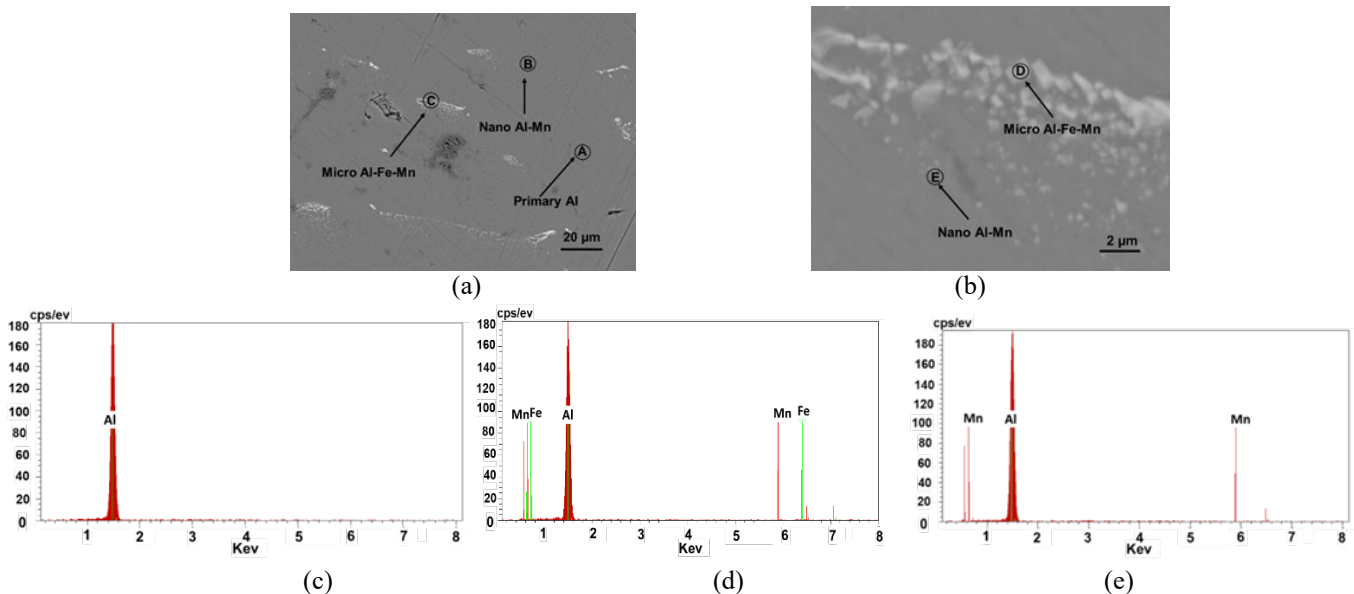 B
C
Nano Al-Mn
A
Micro Al-Fe-Mn
Primary Al
20 µm
(a)
D
Micro Al-Fe-Mn
E
Nano Al-Mn
2 µm
(b)
cps/ev
180
160
140
120
100
80
60
40
20
0
Al
1 2 3 4 5 6 7 8
Kev
(c)
cps/ev
180
160
140
120
100
80
60
40
20
0
Mn Fe Al Mn Fe
1 2 3 4 5 6 7 8
Kev
(d)
cps/ev
180
160
140
120
100
80
60
40
20
0
Mn Al Mn
1 2 3 4 5 6 7 8
Kev
(e)